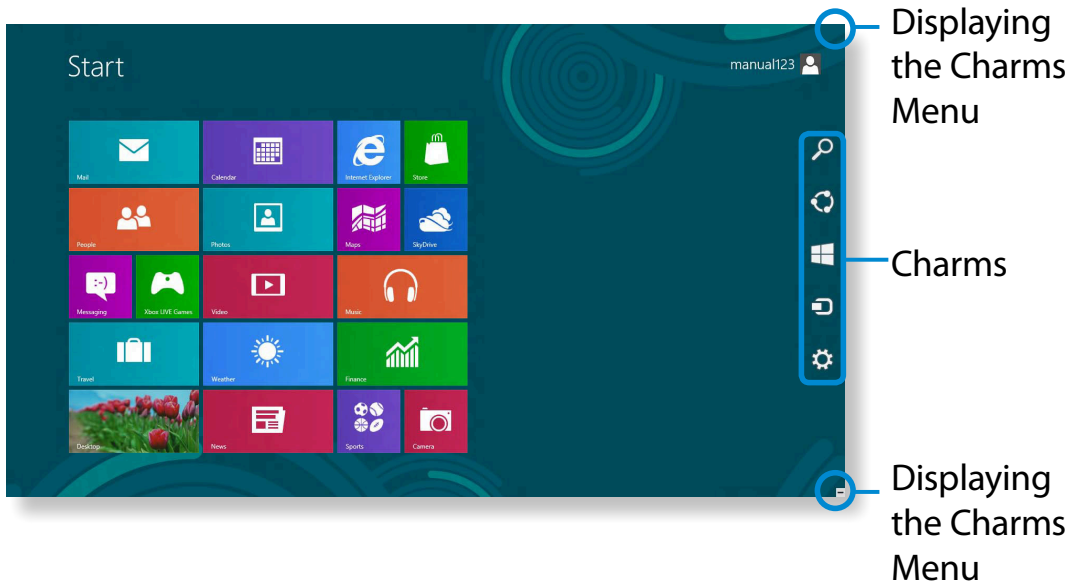 Displaying
the Charms
Menu
Start
manual123
Mail
Calendar
Internet Explorer
Store
People
Photos
Maps
SkyDrive
:-)
Messaging
Xbox LIVE Games
Video
Music
Charms
Travel
Weather
Finance
Desktop
News
Sports
Camera
Displaying
the Charms
Menu